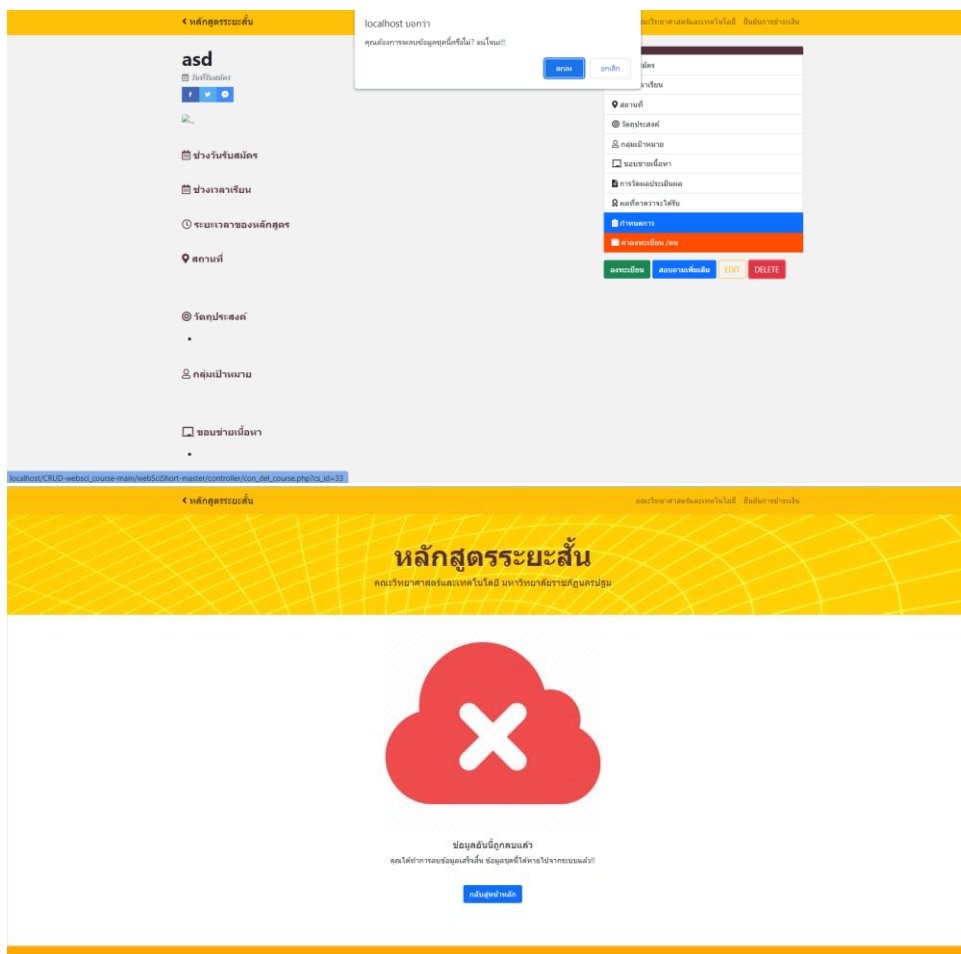 หลักสูตรระยะสั้น
คณะวิทยาศาสตร์และเทคโนโลยี ยืนยันการชำระเงิน
localhost บอกว่า
คุณต้องการจะลบข้อมูลชุดนี้หรือไม่? แน่ใจนะ!!
ตกลง ยกเลิก
asd
วันที่รับสมัคร
ช่วงวันรับสมัคร
ช่วงเวลาเรียน
ระยะเวลาของหลักสูตร
สถานที่
วัตถุประสงค์
กลุ่มเป้าหมาย
ขอบข่ายเนื้อหา
สถานที่
วัตถุประสงค์
กลุ่มเป้าหมาย
ขอบข่ายเนื้อหา
การวัดผลประเมินผล
ผลที่คาดว่าจะได้รับ
กำหนดการ
ค่าลงทะเบียน /คน
ลงทะเบียน สอบถามเพิ่มเติม EDIT DELETE
localhost/CRUD-websci_course-main/webSciShort-master/controller/con_del_course.php?cs_id=33
หลักสูตรระยะสั้น
คณะวิทยาศาสตร์และเทคโนโลยี ยืนยันการชำระเงิน
หลักสูตรระยะสั้น
คณะวิทยาศาสตร์และเทคโนโลยี มหาวิทยาลัยราชภัฏนครปฐม
ข้อมูลอันนี้ถูกลบแล้ว
คุณได้ทำการลบข้อมูลเสร็จสิ้น ข้อมูลชุดนี้ได้หายไปจากระบบแล้ว!!
กลับสู่หน้าหลัก